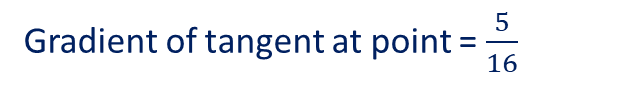 Gradient of tangent at point = 5/16